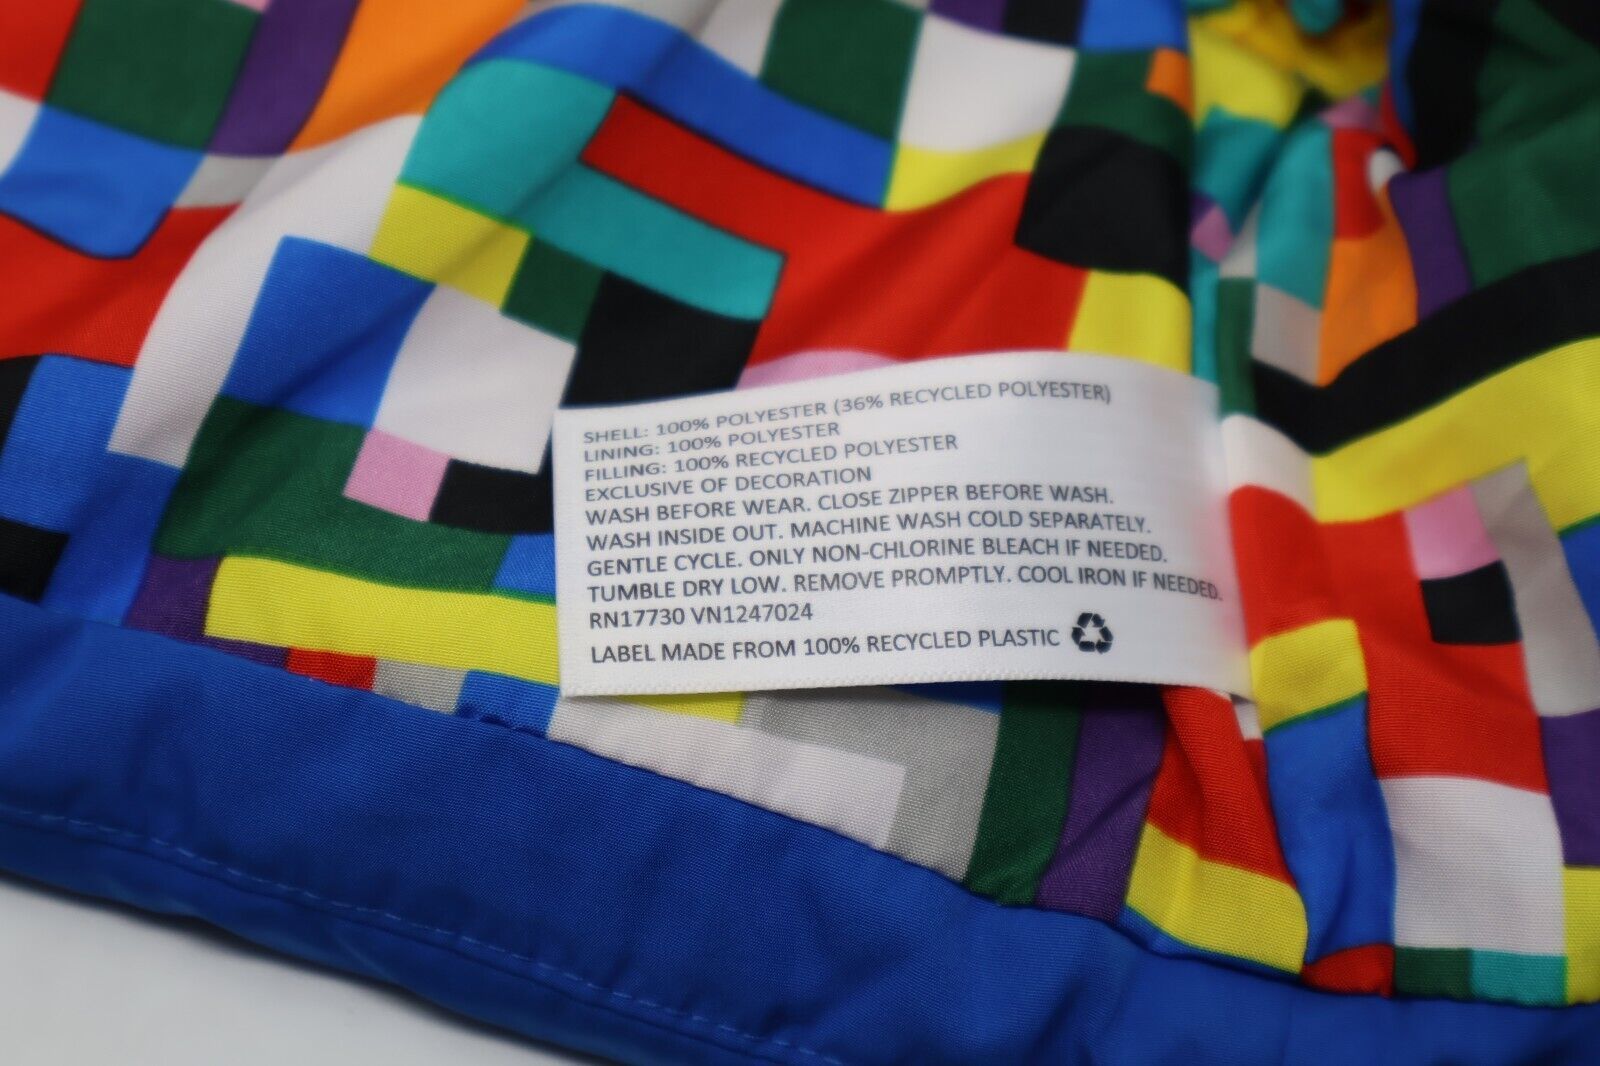 SHELL: 100% POLYESTER (36% RECYCLED POLYESTER)
LINING: 100% POLYESTER
FILLING: 100% RECYCLED POLYESTER
EXCLUSIVE OF DECORATION
WASH BEFORE WEAR. CLOSE ZIPPER BEFORE WASH.
WASH INSIDE OUT. MACHINE WASH COLD SEPARATELY.
GENTLE CYCLE. ONLY NON-CHLORINE BLEACH IF NEEDED.
TUMBLE DRY LOW. REMOVE PROMPTLY. COOL IRON IF NEEDED.
RN17730 VN1247024
LABEL MADE FROM 100% RECYCLED PLASTIC